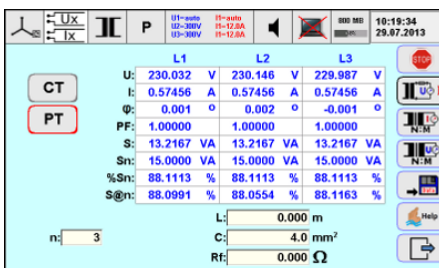 Ux
Ix
P
U1=auto
U2=300V
U3=300V
I1=auto
I1=12.0A
I1=12.0A
800 MB
10:19:34
29.07.2013
L1 L2 L3
U: 230.032 V 230.146 V 229.987 V
I: 0.57456 A 0.57456 A 0.57456 A
φ: 0.001 o 0.002 o -0.001 o
PF: 1.00000 1.00000 1.00000
S: 13.2167 VA 13.2167 VA 13.2167 VA
Sn: 15.0000 VA 15.0000 VA 15.0000 VA
%Sn: 88.1113 % 88.1113 % 88.1113 %
S@n: 88.0991 % 88.0554 % 88.1163 %
CT
PT
n: 3
L: 0.000 m
C: 4.0 mm²
Rf: 0.000 Ω
STOP
U
I
N:M
U
N:M
Help